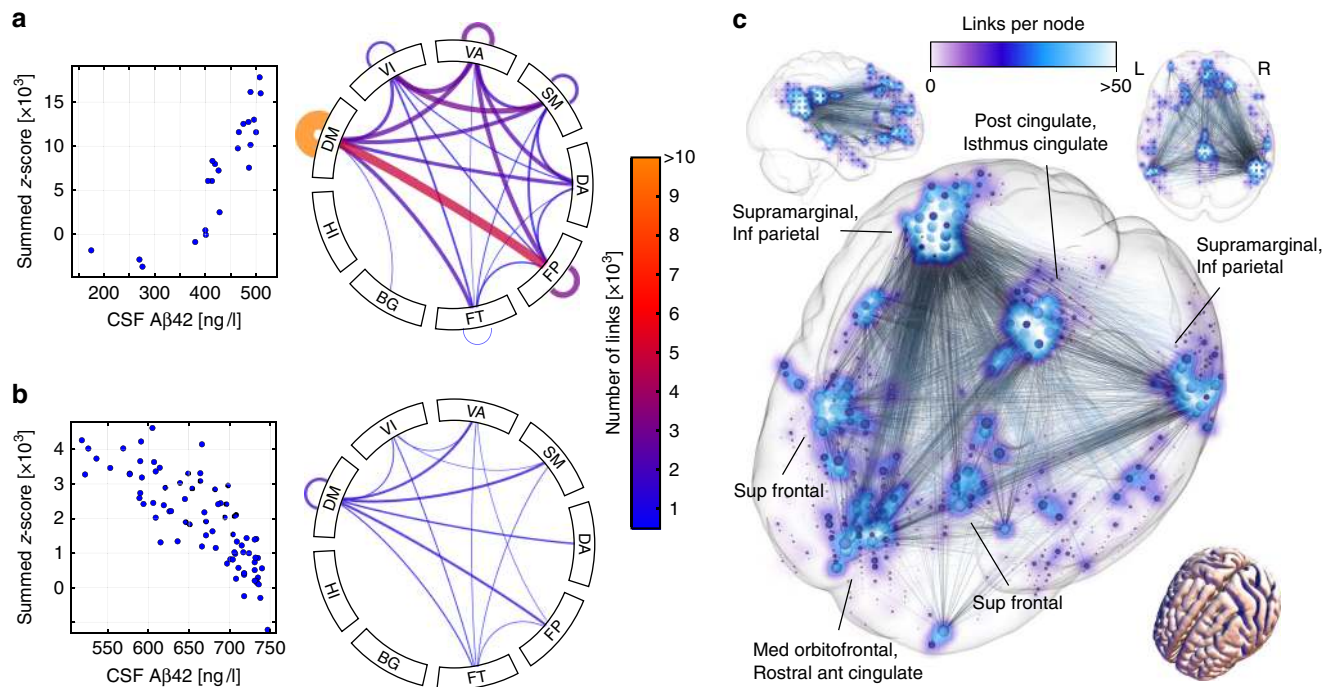 a
Summed z-score [×10³]
15
10
5
0
200
300
400
500
CSF Aβ42 [ng/l]
VI
VA
SM
DM
DA
HI
FP
BG
FT
b
Summed z-score [×10³]
4
3
2
1
0
550
600
650
700
750
CSF Aβ42 [ng/l]
VI
VA
SM
DM
DA
HI
FP
BG
FT
Number of links [×10³]
>10
9
8
7
6
5
4
3
2
1
c
Links per node
0
>50
L
R
Post cingulate,
Isthmus cingulate
Supramarginal,
Inf parietal
Supramarginal,
Inf parietal
Sup frontal
Sup frontal
Med orbitofrontal,
Rostral ant cingulate